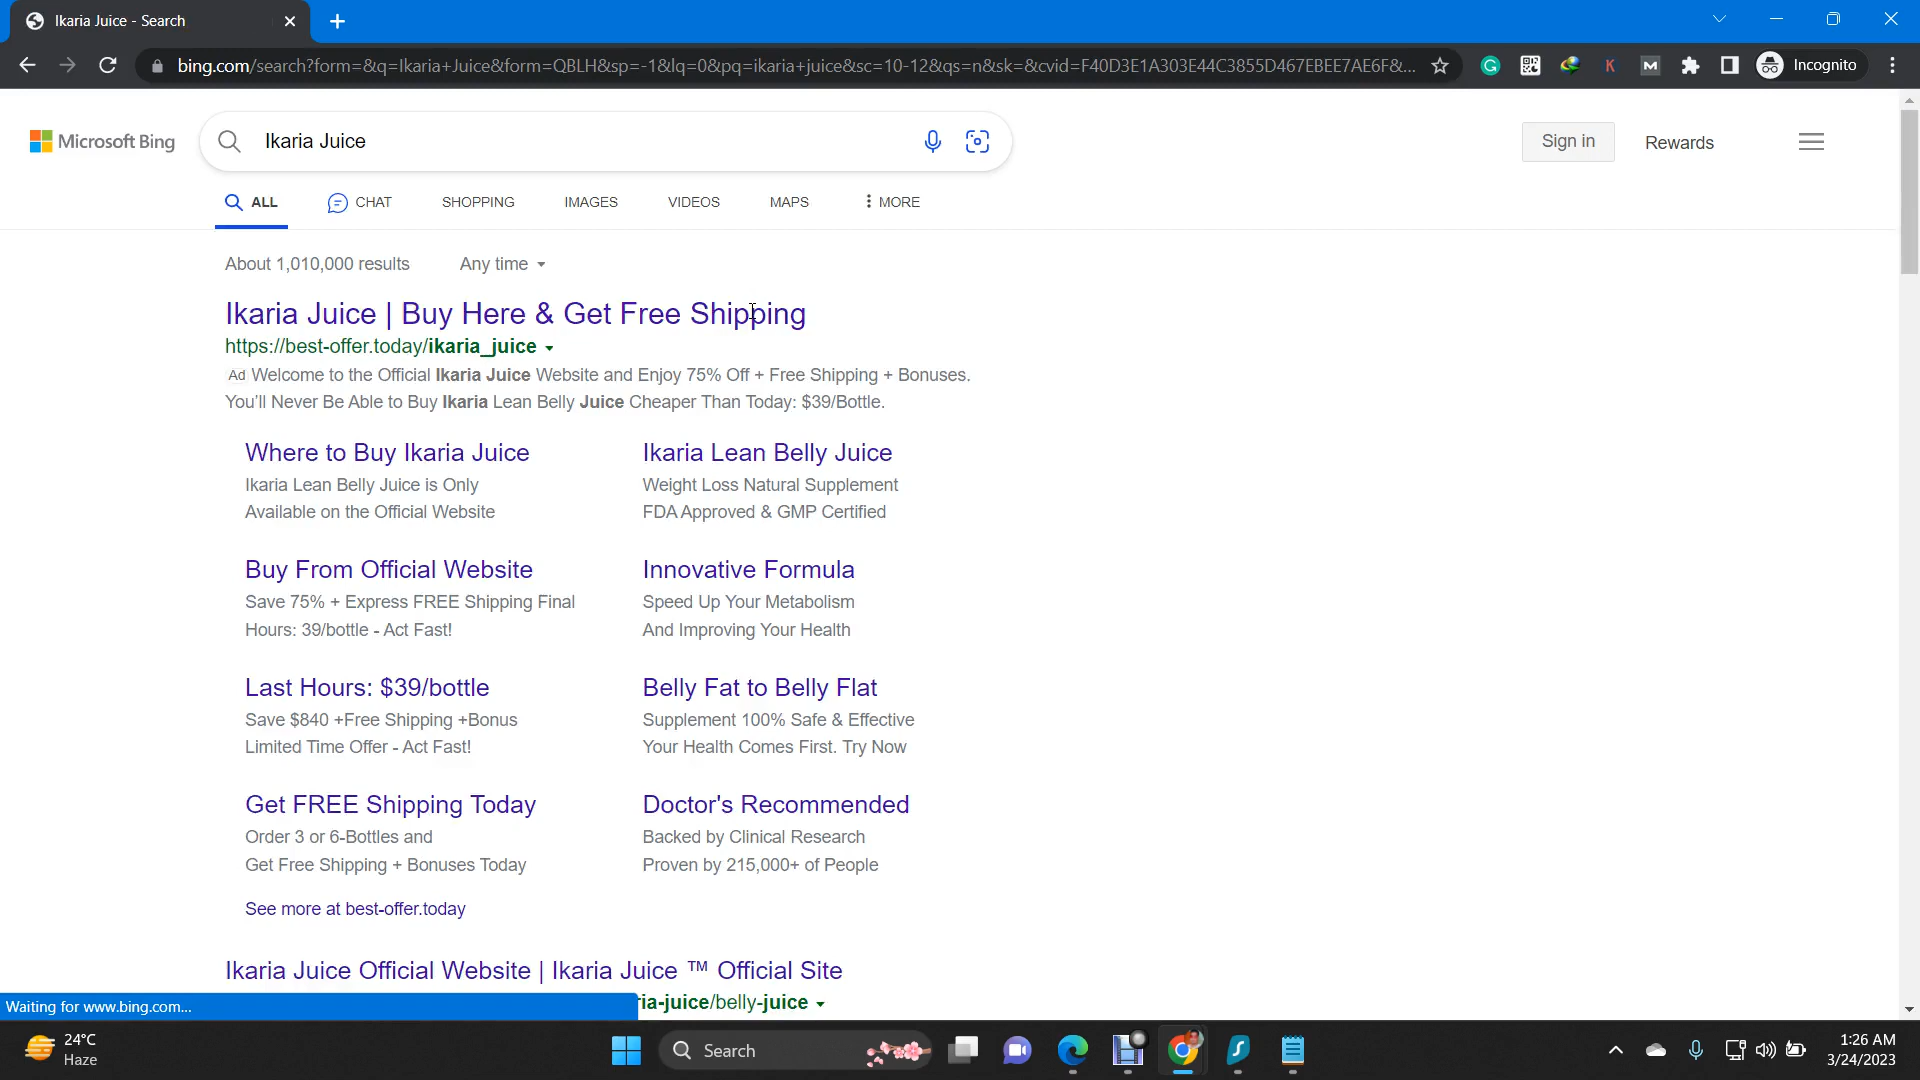 Ikaria Juice - Search
bing.com/search?form=&q=Ikaria+Juice&form=QBLH&sp=-1&lq=0&pq=ikaria+juice&sc=10-12&qs=n&sk=&cvid=F40D3E1A303E44C3855D467EBEE7AE6F&...
Incognito
Microsoft Bing
Ikaria Juice
Sign in
Rewards
ALL
CHAT
SHOPPING
IMAGES
VIDEOS
MAPS
MORE
About 1,010,000 results
Any time
Ikaria Juice | Buy Here & Get Free Shipping
https://best-offer.today/ikaria_juice
Ad Welcome to the Official Ikaria Juice Website and Enjoy 75% Off + Free Shipping + Bonuses.
You'll Never Be Able to Buy Ikaria Lean Belly Juice Cheaper Than Today: $39/Bottle.
Where to Buy Ikaria Juice
Ikaria Lean Belly Juice is Only
Available on the Official Website
Ikaria Lean Belly Juice
Weight Loss Natural Supplement
FDA Approved & GMP Certified
Buy From Official Website
Save 75% + Express FREE Shipping Final
Hours: 39/bottle - Act Fast!
Innovative Formula
Speed Up Your Metabolism
And Improving Your Health
Last Hours: $39/bottle
Save $840 +Free Shipping +Bonus
Limited Time Offer - Act Fast!
Belly Fat to Belly Flat
Supplement 100% Safe & Effective
Your Health Comes First. Try Now
Get FREE Shipping Today
Order 3 or 6-Bottles and
Get Free Shipping + Bonuses Today
Doctor's Recommended
Backed by Clinical Research
Proven by 215,000+ of People
See more at best-offer.today
Ikaria Juice Official Website | Ikaria Juice ™ Official Site
ria-juice/belly-juice
Waiting for www.bing.com...
24°C
Haze
Search
1:26 AM
3/24/2023